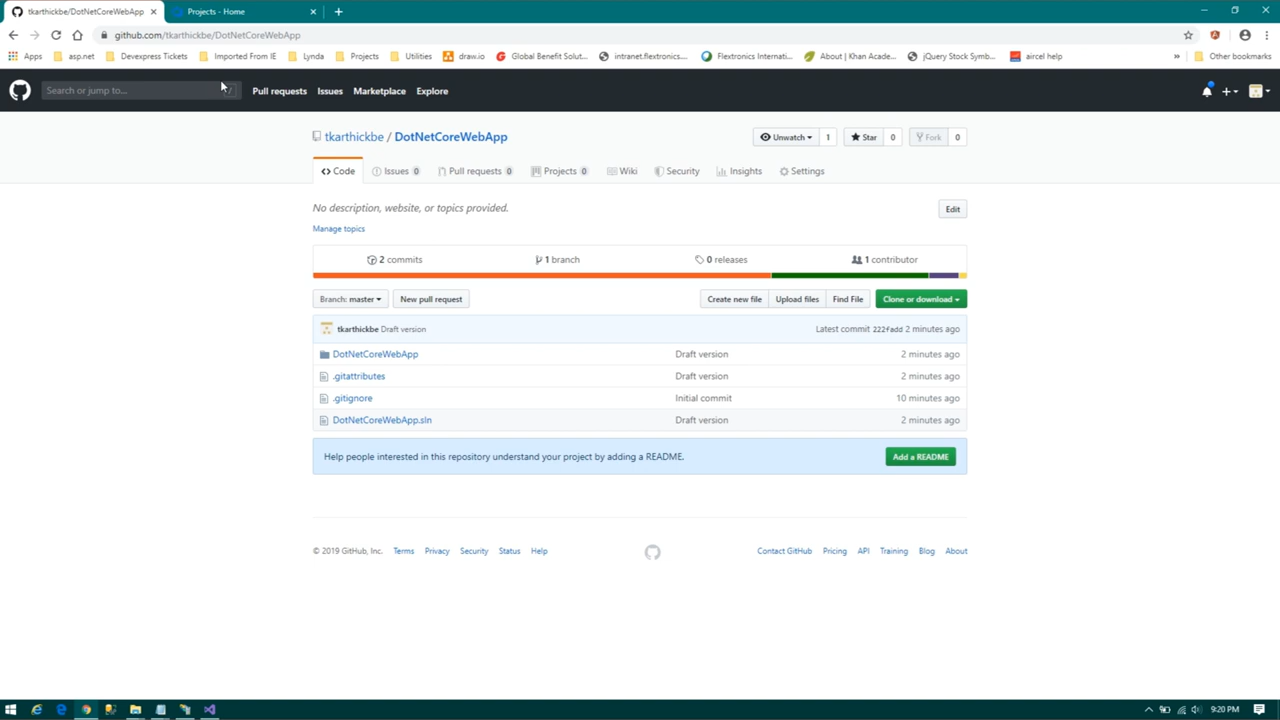 tkarthickbe/DotNetCoreWebApp
Projects - Home
github.com/tkarthickbe/DotNetCoreWebApp
Apps asp.net Devexpress Tickets Imported From IE Lynda Projects Utilities draw.io Global Benefit Solut... intranet.flextronics.... Flextronics Internati... About | Khan Acade... jQuery Stock Symb... aircel help » Other bookmarks
Search or jump to... / Pull requests Issues Marketplace Explore
tkarthickbe / DotNetCoreWebApp Unwatch 1 Star 0 Fork 0
Code Issues 0 Pull requests 0 Projects 0 Wiki Security Insights Settings
No description, website, or topics provided. Edit
Manage topics
2 commits 1 branch 0 releases 1 contributor
Branch: master New pull request Create new file Upload files Find File Clone or download
tkarthickbe Draft version Latest commit 222fadd 2 minutes ago
DotNetCoreWebApp Draft version 2 minutes ago
.gitattributes Draft version 2 minutes ago
.gitignore Initial commit 10 minutes ago
DotNetCoreWebApp.sln Draft version 2 minutes ago
Help people interested in this repository understand your project by adding a README. Add a README
© 2019 GitHub, Inc. Terms Privacy Security Status Help Contact GitHub Pricing API Training Blog About
9:20 PM